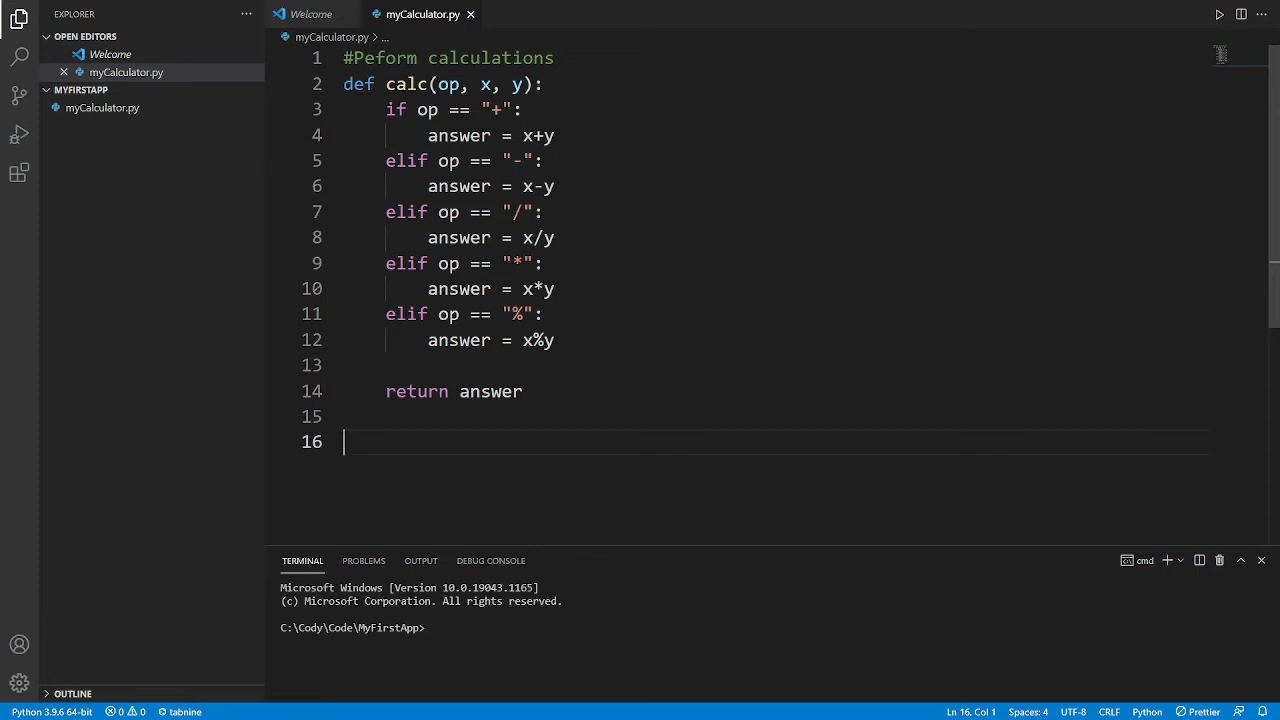 EXPLORER
Welcome
myCalculator.py
OPEN EDITORS
Welcome
myCalculator.py
MYFIRSTAPP
myCalculator.py
myCalculator.py > ...
1 #Peform calculations
2 def calc(op, x, y):
3 if op == "+":
4 answer = x+y
5 elif op == "-":
6 answer = x-y
7 elif op == "/":
8 answer = x/y
9 elif op == "*":
10 answer = x*y
11 elif op == "%":
12 answer = x%y
13
14 return answer
15
16
TERMINAL PROBLEMS OUTPUT DEBUG CONSOLE
cmd
Microsoft Windows [Version 10.0.19043.1165]
(c) Microsoft Corporation. All rights reserved.
C:\Cody\Code\MyFirstApp>
OUTLINE
Python 3.9.6 64-bit 0 0 tabnine Ln 16, Col 1 Spaces: 4 UTF-8 CRLF Python Prettier